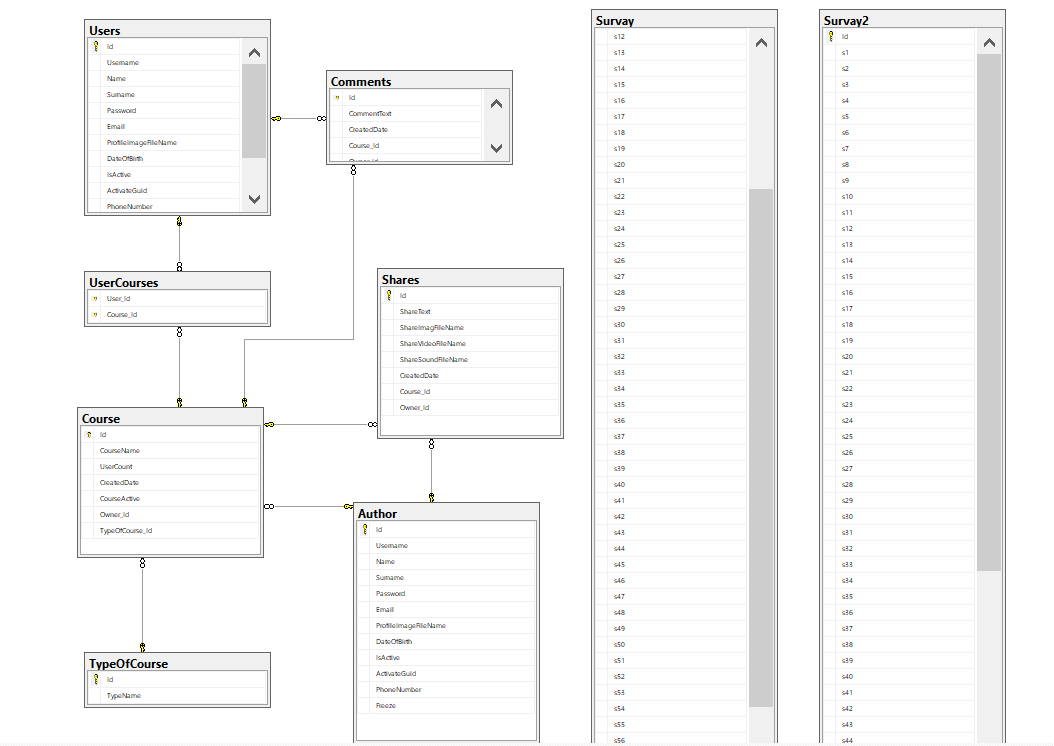 Users
Id
Username
Name
Surname
Password
Email
ProfileImageFileName
DateOfBirth
IsActive
ActivateGuid
PhoneNumber
Comments
Id
CommentText
CreatedDate
Course_Id
Owner_Id
UserCourses
User_Id
Course_Id
Shares
Id
ShareText
ShareImagFileName
ShareVideoFileName
ShareSoundFileName
CreatedDate
Course_Id
Owner_Id
Course
Id
CourseName
UserCount
CreatedDate
CourseActive
Owner_Id
TypeOfCourse_Id
Author
Id
Username
Name
Surname
Password
Email
ProfileImageFileName
DateOfBirth
IsActive
ActivateGuid
PhoneNumber
Freeze
TypeOfCourse
Id
TypeName
Survay
s12
s13
s14
s15
s16
s17
s18
s19
s20
s21
s22
s23
s24
s25
s26
s27
s28
s29
s30
s31
s32
s33
s34
s35
s36
s37
s38
s39
s40
s41
s42
s43
s44
s45
s46
s47
s48
s49
s50
s51
s52
s53
s54
s55
s56
Survay2
Id
s1
s2
s3
s4
s5
s6
s7
s8
s9
s10
s11
s12
s13
s14
s15
s16
s17
s18
s19
s20
s21
s22
s23
s24
s25
s26
s27
s28
s29
s30
s31
s32
s33
s34
s35
s36
s37
s38
s39
s40
s41
s42
s43
s44